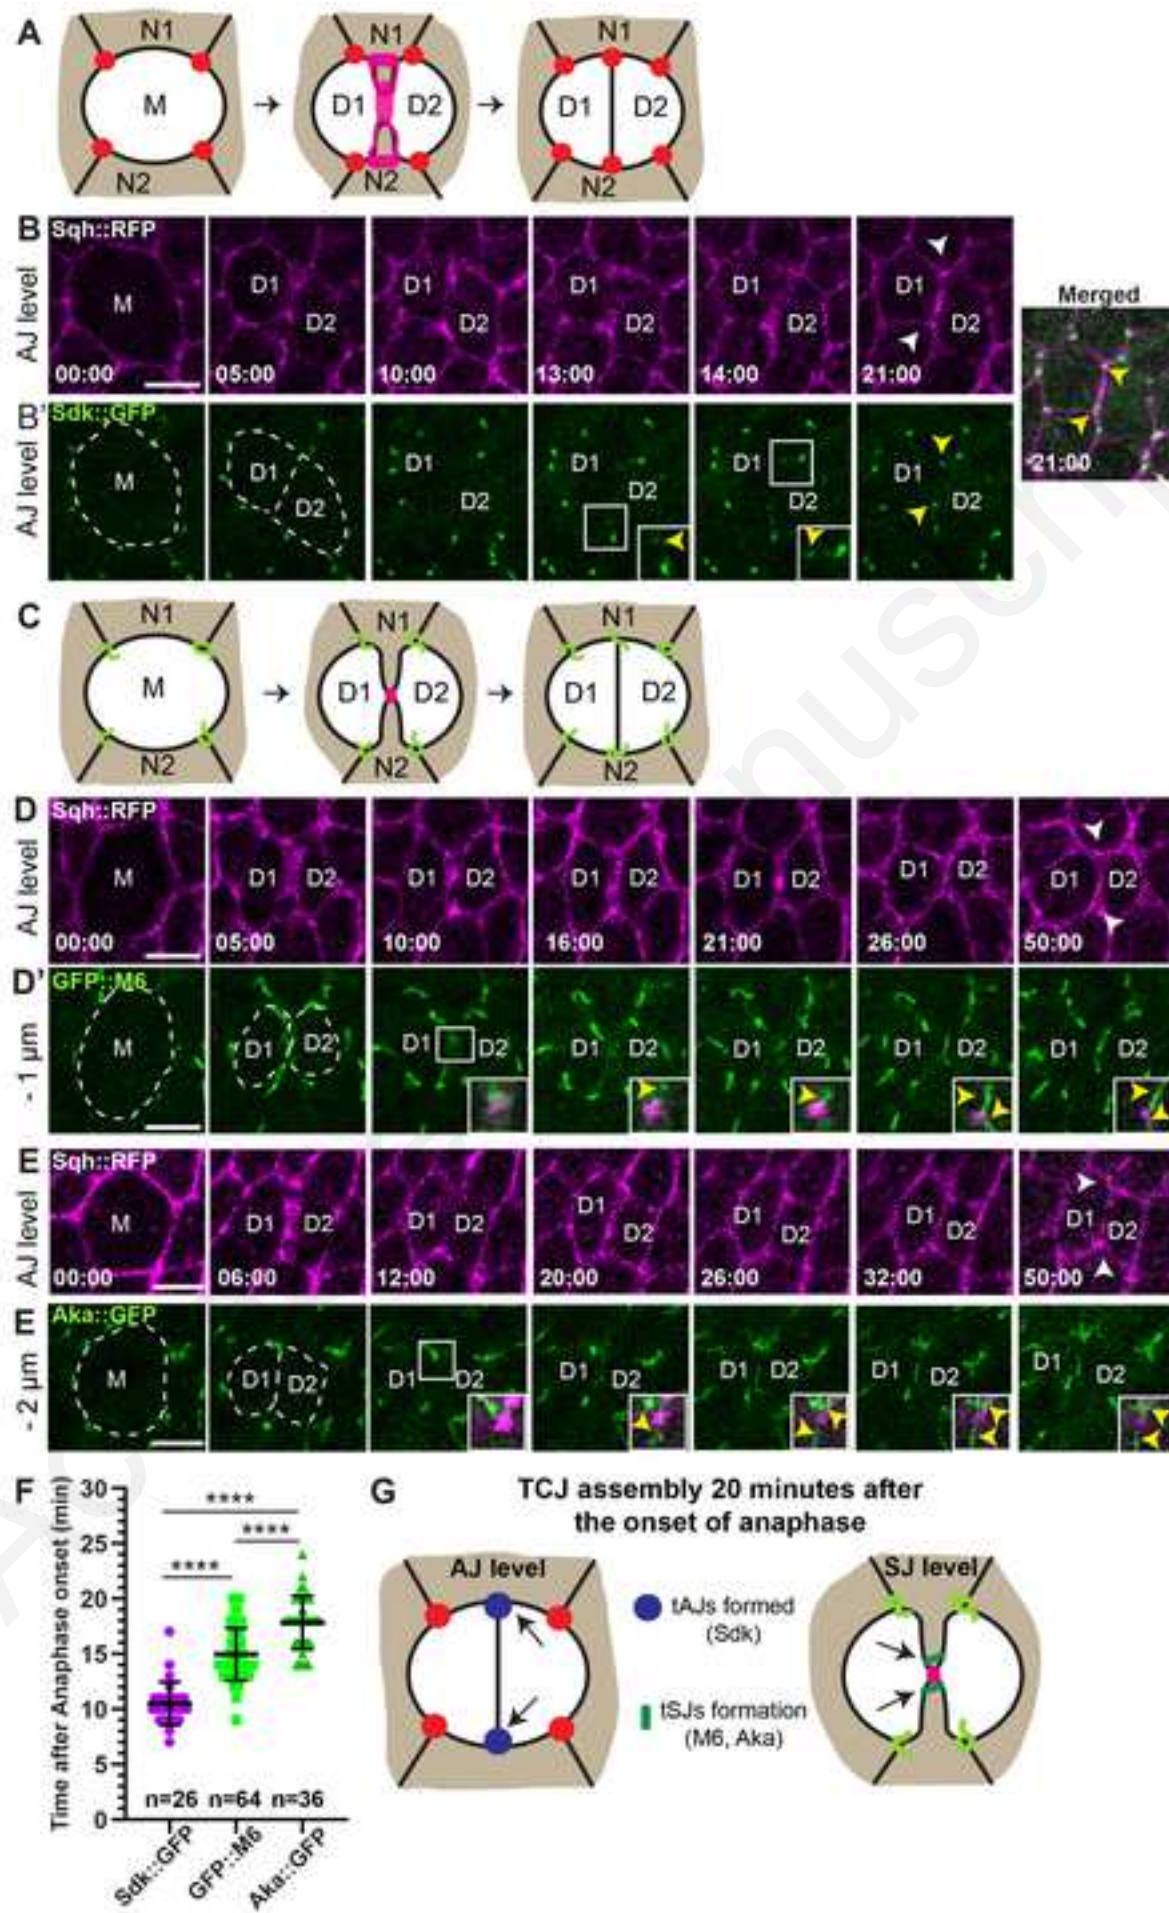 A
N1
M
N2
N1
D1
D2
N2
N1
D1
D2
N2
B
Sqh::RFP
AJ level
M
00:00
D1
D2
05:00
D1
D2
10:00
D1
D2
13:00
D1
D2
14:00
D1
D2
21:00
Merged
21:00
B'
Sdk::GFP
AJ level
M
D1
D2
D1
D2
D1
D2
D1
D2
D1
D2
C
N1
M
N2
N1
D1
D2
N2
N1
D1
D2
N2
D
Sqh::RFP
AJ level
M
00:00
D1
D2
05:00
D1
D2
10:00
D1
D2
16:00
D1
D2
21:00
D1
D2
26:00
D1
D2
50:00
D'
GFP::M6
- 1 µm
M
D1
D2
D1
D2
D1
D2
D1
D2
D1
D2
D1
D2
E
Sqh::RFP
AJ level
M
00:00
D1
D2
06:00
D1
D2
12:00
D1
D2
20:00
D1
D2
26:00
D1
D2
32:00
D1
D2
50:00
E
Aka::GFP
- 2 µm
M
D1
D2
D1
D2
D1
D2
D1
D2
D1
D2
D1
D2
F
Time after Anaphase onset (min)
30
25
20
15
10
5
0
****
****
****
n=26 n=64 n=36
Sdk::GFP
GFP::M6
Aka::GFP
G
TCJ assembly 20 minutes after
the onset of anaphase
AJ level
tAJs formed
(Sdk)
tSJs formation
(M6, Aka)
SJ level